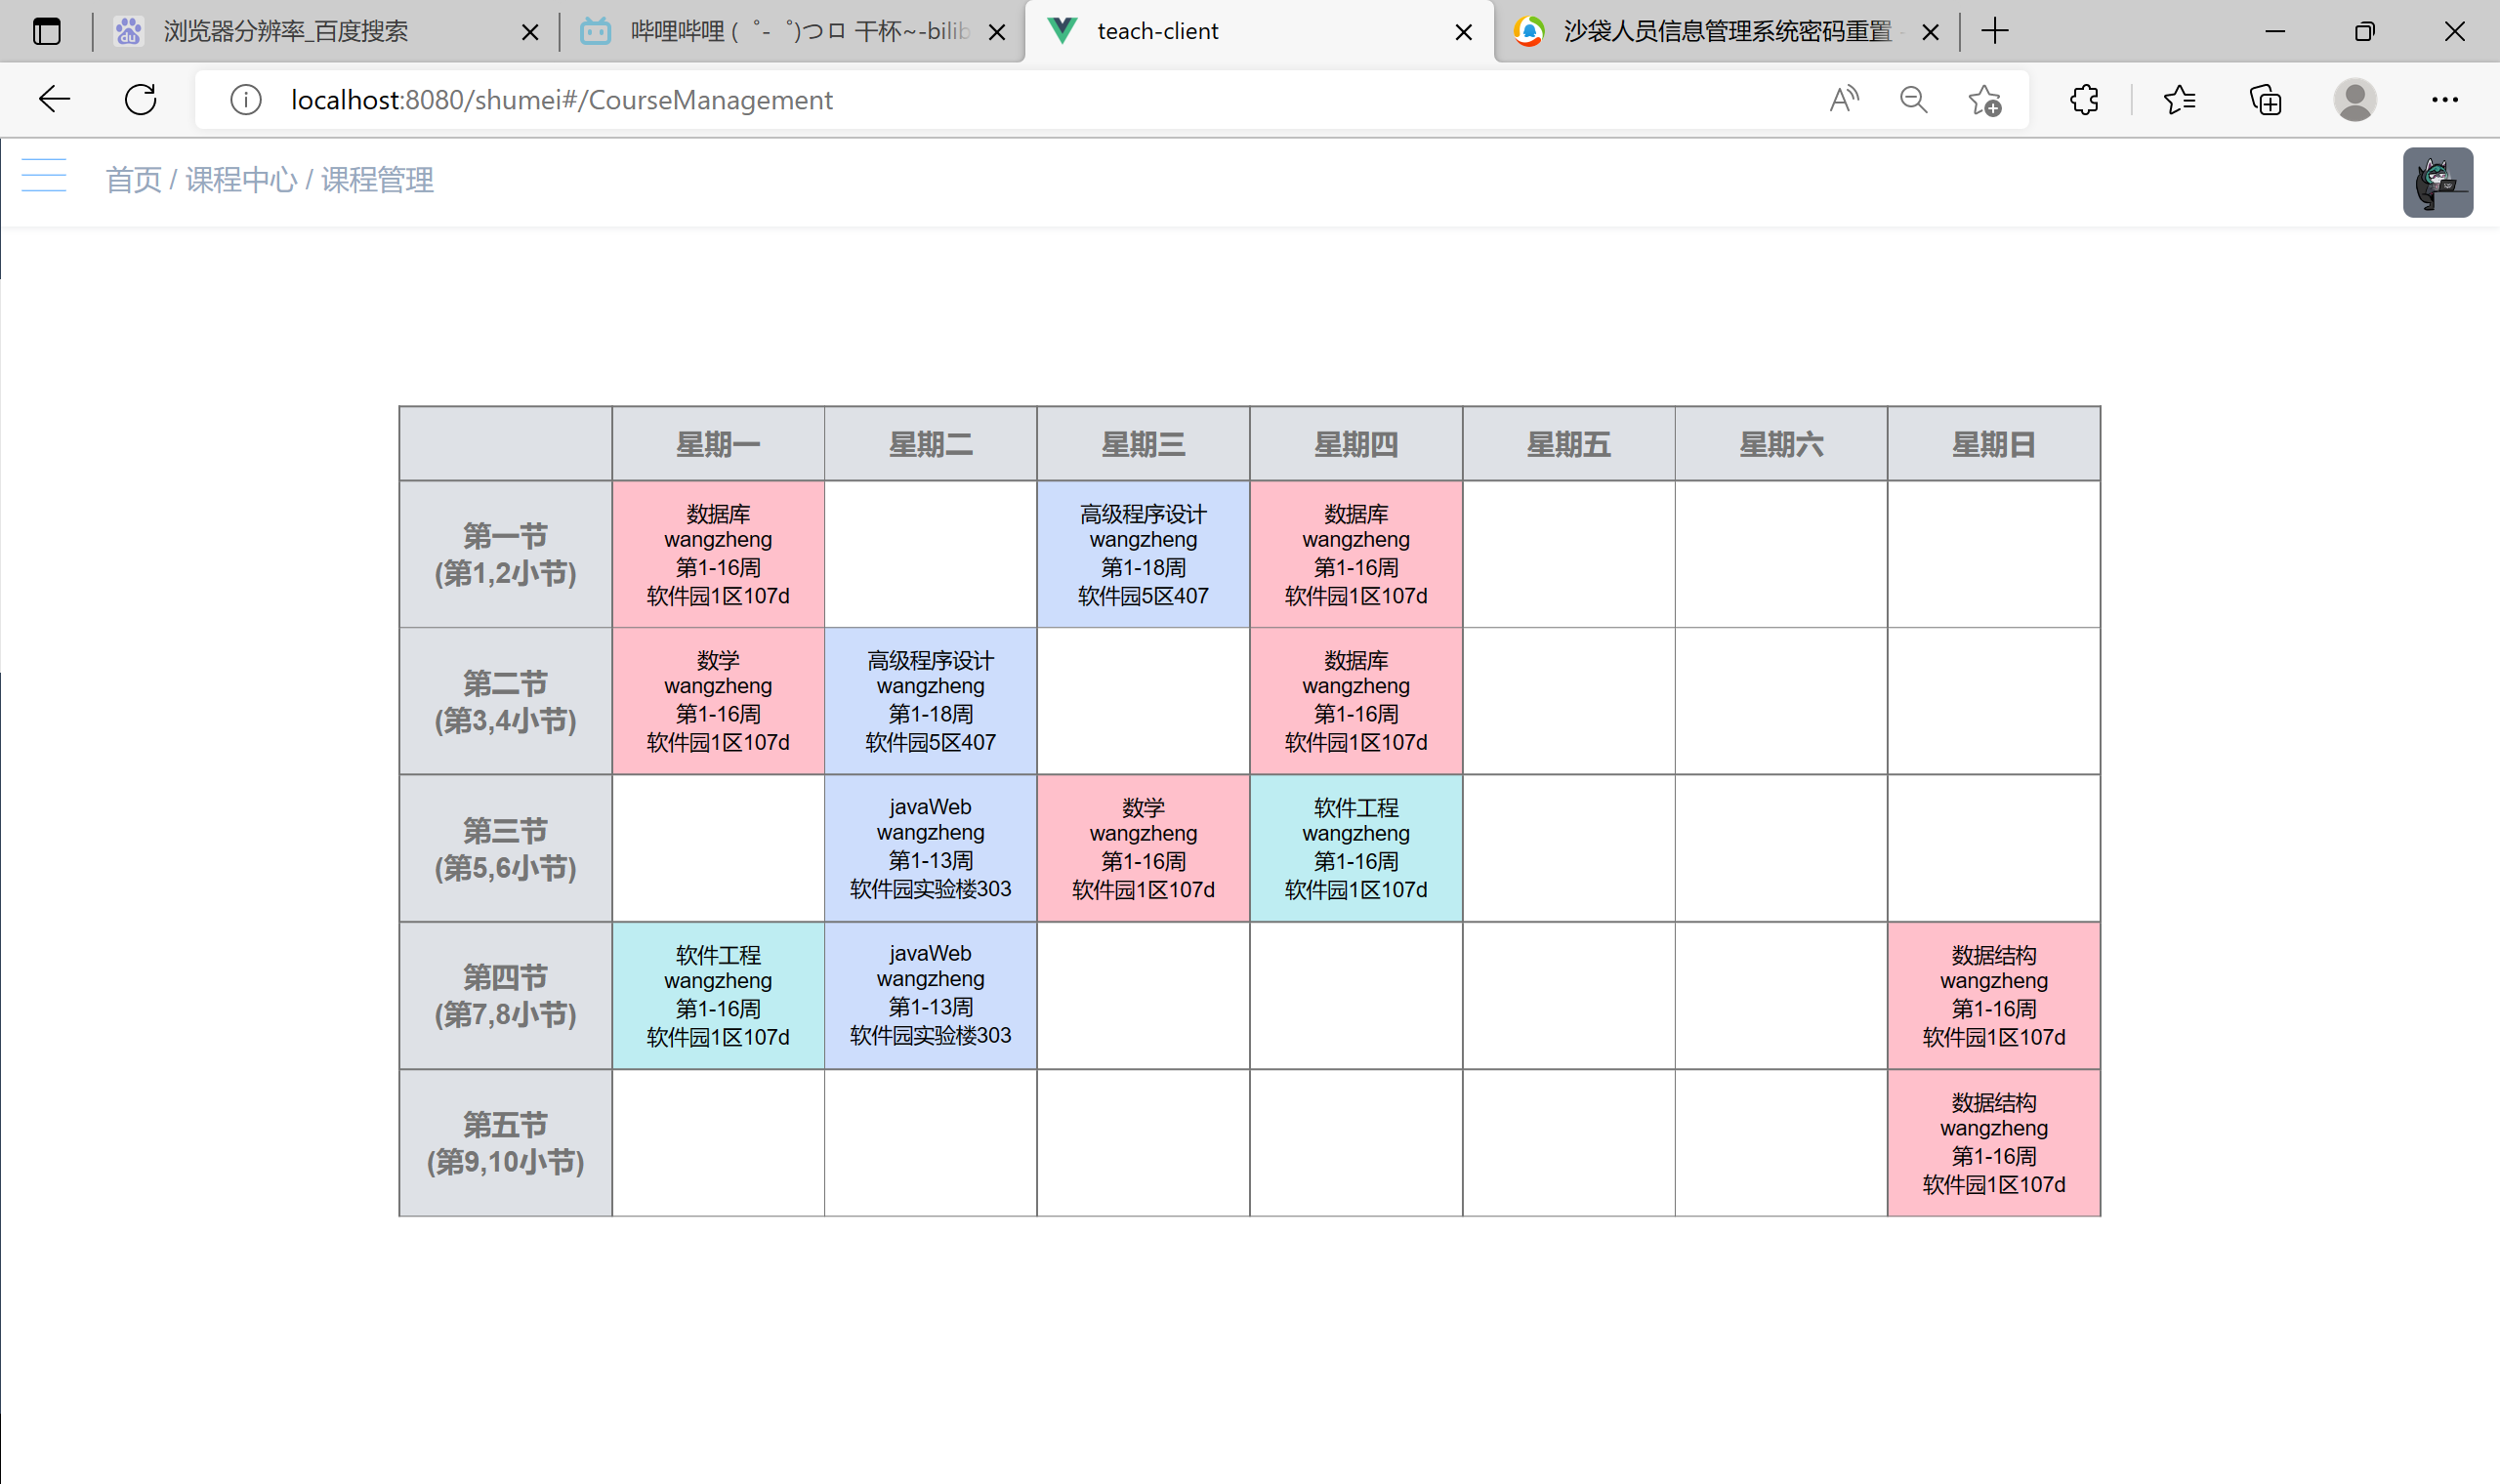 浏览器分辨率_百度搜索
哔哩哔哩 (゜-゜)つロ 干杯~-bilib
teach-client
沙袋人员信息管理系统密码重置
localhost:8080/shumei#/CourseManagement
首页 / 课程中心 / 课程管理
星期一 星期二 星期三 星期四 星期五 星期六 星期日
第一节
(第1,2小节)
数据库
wangzheng
第1-16周
软件园1区107d
高级程序设计
wangzheng
第1-18周
软件园5区407
数据库
wangzheng
第1-16周
软件园1区107d
第二节
(第3,4小节)
数学
wangzheng
第1-16周
软件园1区107d
高级程序设计
wangzheng
第1-18周
软件园5区407
数据库
wangzheng
第1-16周
软件园1区107d
第三节
(第5,6小节)
javaWeb
wangzheng
第1-13周
软件园实验楼303
数学
wangzheng
第1-16周
软件园1区107d
软件工程
wangzheng
第1-16周
软件园1区107d
第四节
(第7,8小节)
软件工程
wangzheng
第1-16周
软件园1区107d
javaWeb
wangzheng
第1-13周
软件园实验楼303
数据结构
wangzheng
第1-16周
软件园1区107d
第五节
(第9,10小节)
数据结构
wangzheng
第1-16周
软件园1区107d